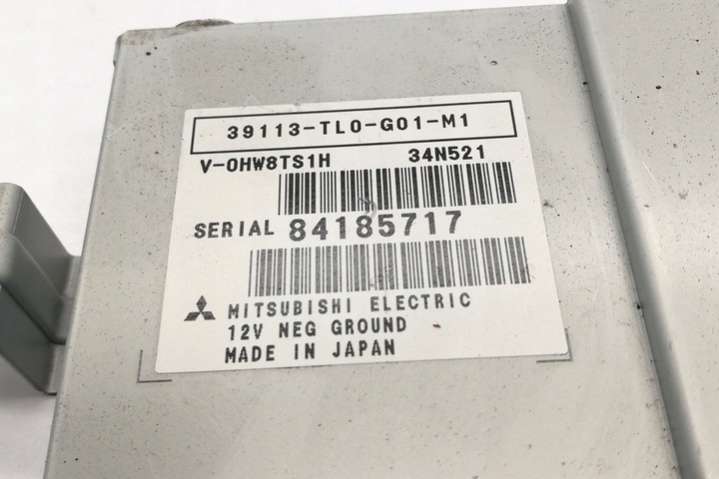 39113-TL0-G01-M1
V-0HW8TS1H 34N521
SERIAL 84185717
MITSUBISHI ELECTRIC
12V NEG GROUND
MADE IN JAPAN